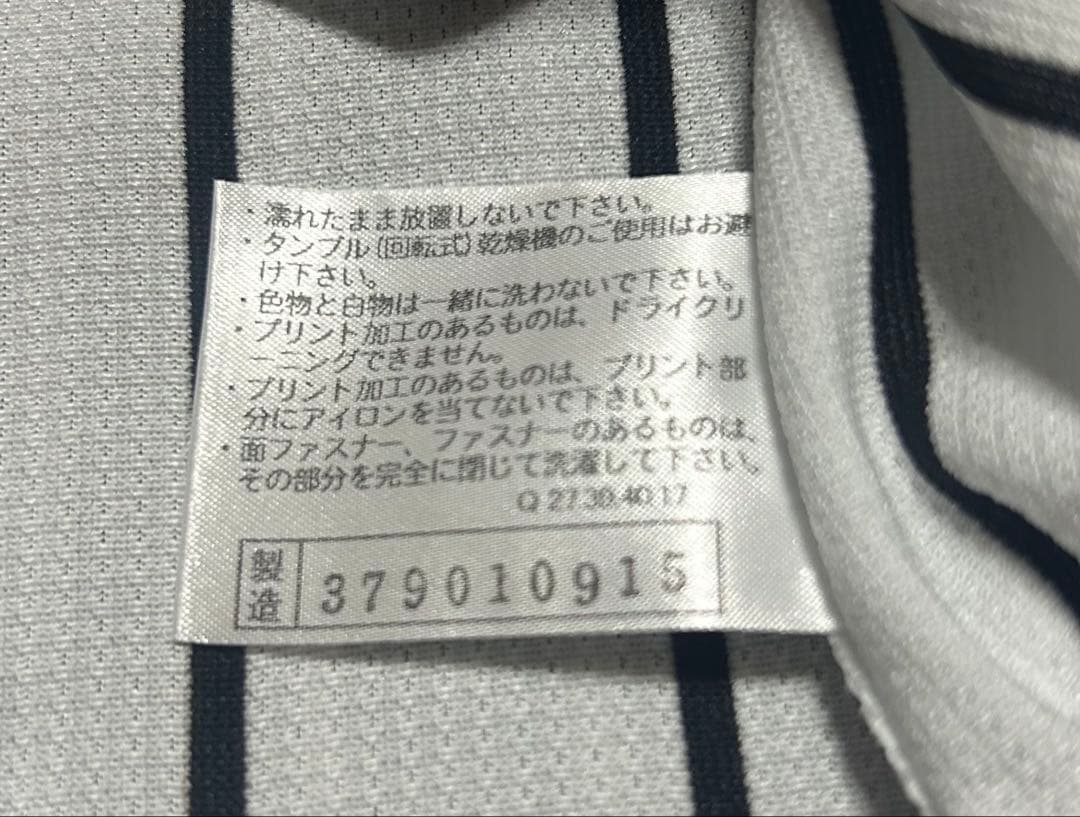 ・濡れたまま放置しないで下さい。
・タンブル(回転式)乾燥機のご使用はお避
け下さい。
・色物と白物は一緒に洗わないで下さい。
・プリント加工のあるものは、ドライクリ
ーニングできません。
・プリント加工のあるものは、プリント部
分にアイロンを当てないで下さい。
・面ファスナー、ファスナーのあるものは、
その部分を完全に閉じて洗濯して下さい。
Q 27.38.40.17
製造 379010915